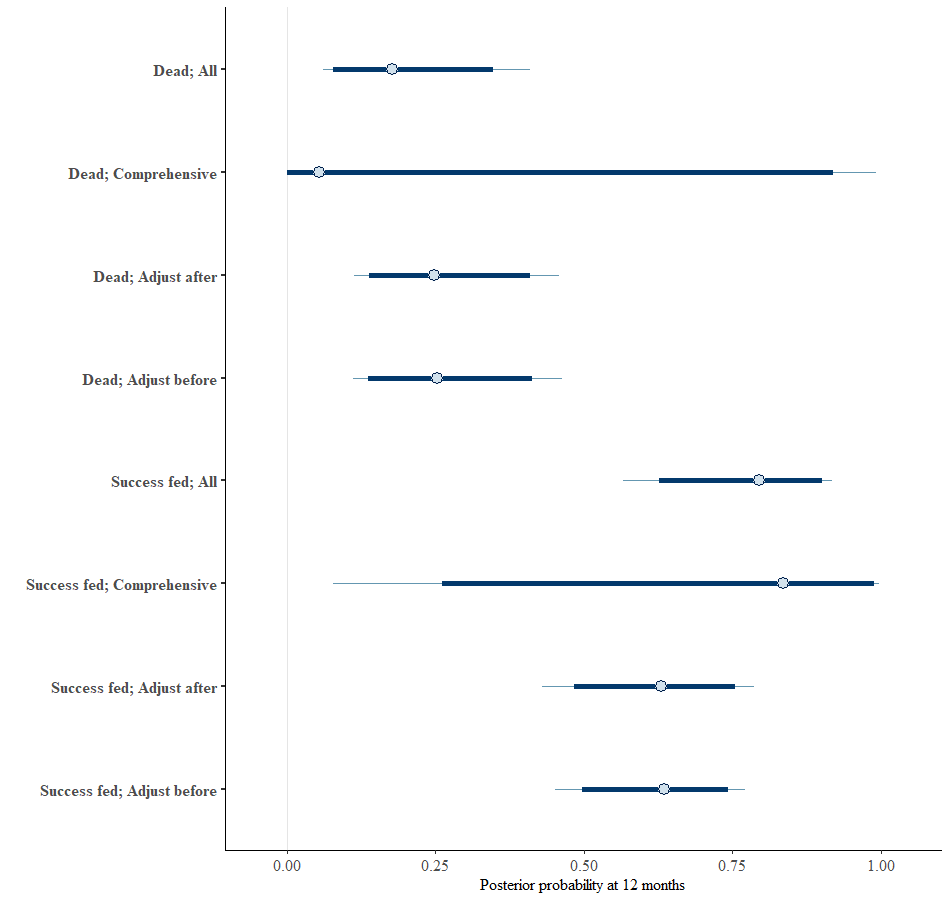 Dead; All
Dead; Comprehensive
Dead; Adjust after
Dead; Adjust before
Success fed; All
Success fed; Comprehensive
Success fed; Adjust after
Success fed; Adjust before
0.00 0.25 0.50 0.75 1.00
Posterior probability at 12 months